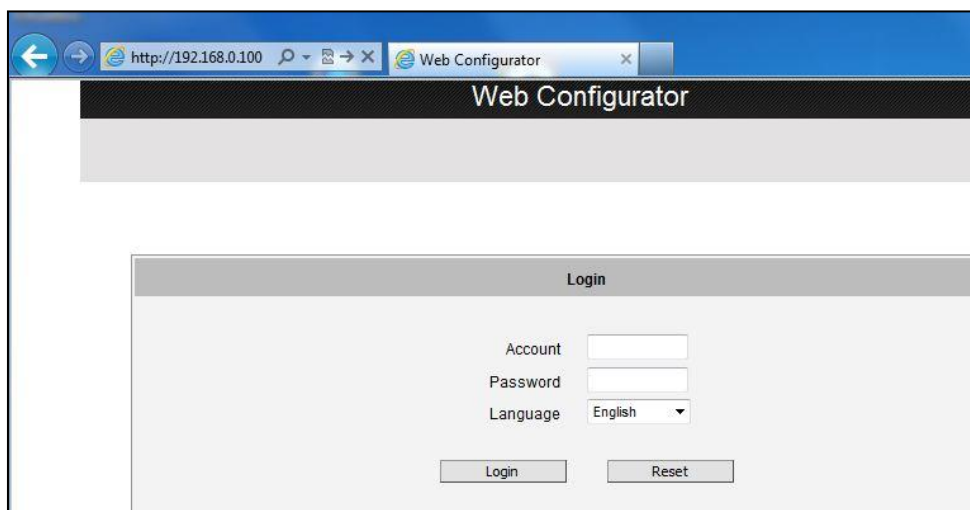 http://192.168.0.100
Web Configurator
Web Configurator
Login
Account
Password
Language English
Login Reset